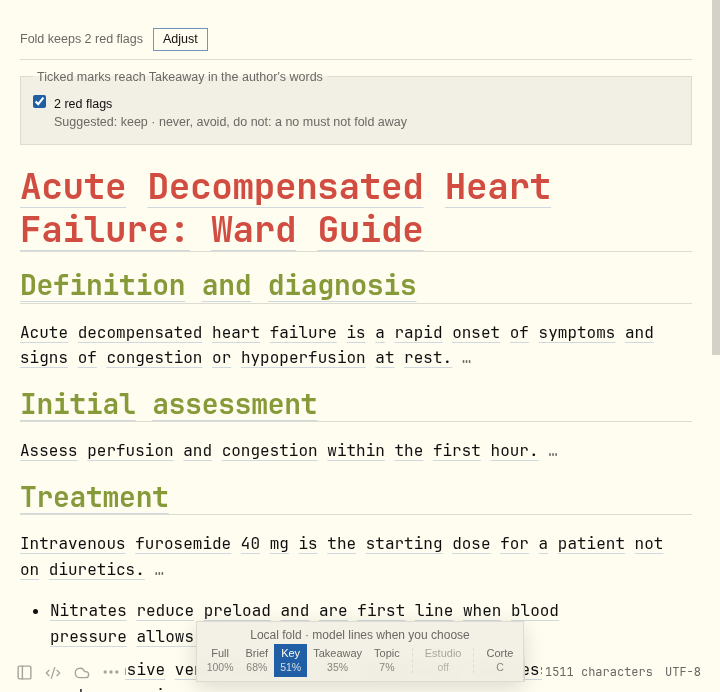 Fold keeps 2 red flags Adjust
Ticked marks reach Takeaway in the author's words
2 red flags
Suggested: keep · never, avoid, do not: a no must not fold away
Acute Decompensated Heart
Failure: Ward Guide
Definition and diagnosis
Acute decompensated heart failure is a rapid onset of symptoms and
signs of congestion or hypoperfusion at rest. …
Initial assessment
Assess perfusion and congestion within the first hour. …
Treatment
Intravenous furosemide 40 mg is the starting dose for a patient not
on diuretics. …
• Nitrates reduce preload and are first line when blood
pressure allows
Local fold · model lines when you choose
Full Brief Key Takeaway Topic Estudio Corte
100% 68% 51% 35% 7% off C
1511 characters UTF-8